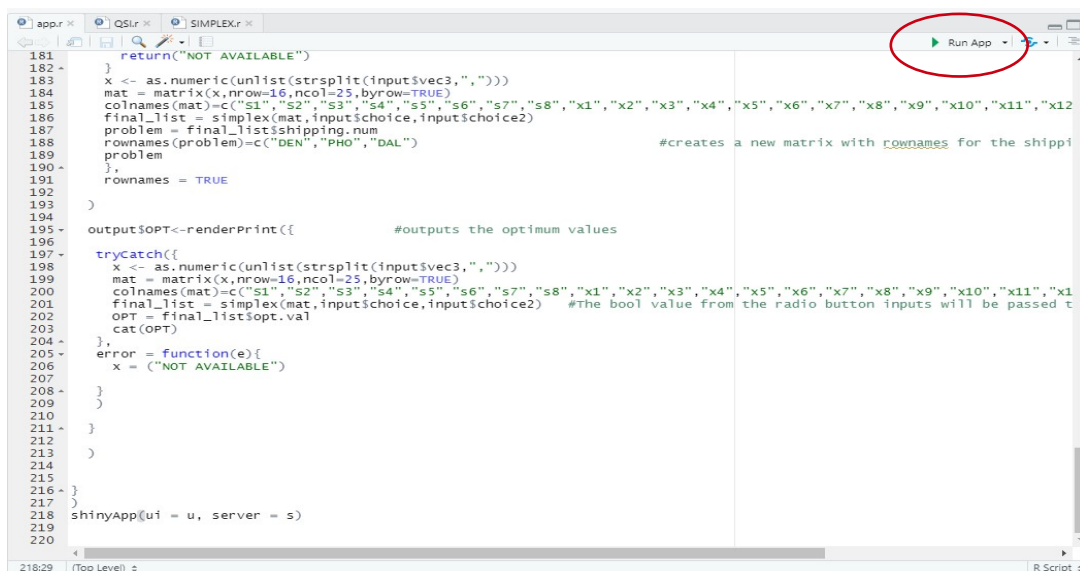 app.r × QSI.r × SIMPLEX.r ×
Run App
181 return("NOT AVAILABLE")
182 }
183 x <- as.numeric(unlist(strsplit(input$vec3,",")))
184 mat = matrix(x,nrow=16,ncol=25,byrow=TRUE)
185 colnames(mat)=c("S1","S2","S3","s4","s5","s6","s7","s8","x1","x2","x3","x4","x5","x6","x7","x8","x9","x10","x11","x12
186 final_list = simplex(mat,input$choice,input$choice2)
187 problem = final_list$shipping.num
188 rownames(problem)=c("DEN","PHO","DAL") #creates a new matrix with rownames for the shippi
189 problem
190 },
191 rownames = TRUE
192
193 )
194
195 output$OPT<-renderPrint({ #outputs the optimum values
196
197 tryCatch({
198 x <- as.numeric(unlist(strsplit(input$vec3,",")))
199 mat = matrix(x,nrow=16,ncol=25,byrow=TRUE)
200 colnames(mat)=c("S1","S2","S3","s4","s5","s6","s7","s8","x1","x2","x3","x4","x5","x6","x7","x8","x9","x10","x11","x1
201 final_list = simplex(mat,input$choice,input$choice2) #The bool value from the radio button inputs will be passed t
202 OPT = final_list$opt.val
203 cat(OPT)
204 },
205 error = function(e){
206 x = ("NOT AVAILABLE")
207
208 }
209 )
210
211 }
212
213 )
214
215
216 }
217 )
218 shinyApp(ui = u, server = s)
219
220
218:29 (Top Level) R Script